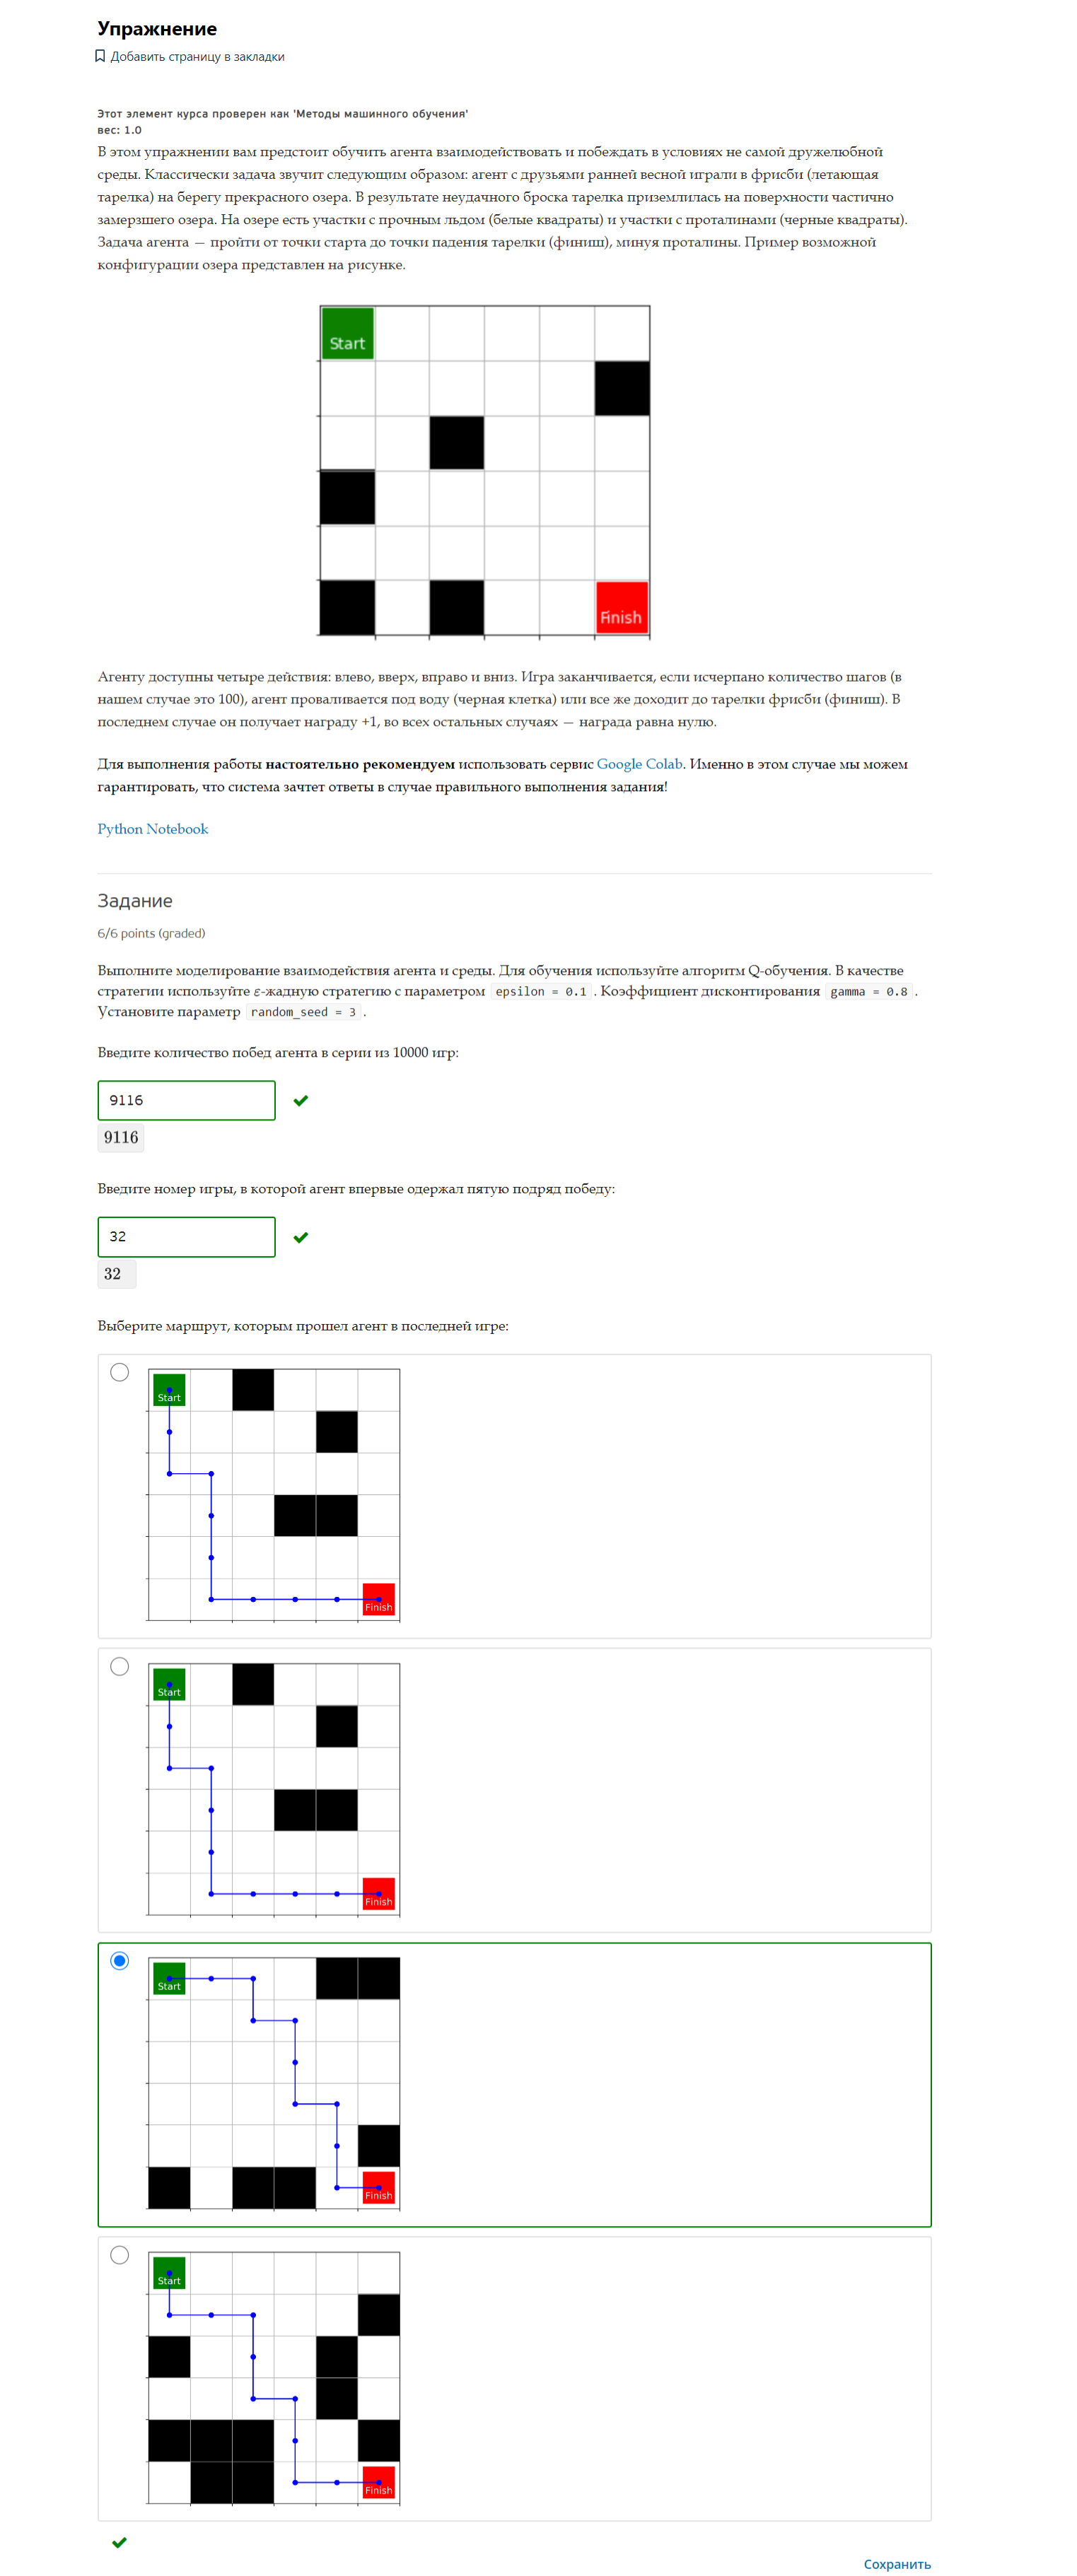 Упражнение
Добавить страницу в закладки
Этот элемент курса проверен как 'Методы машинного обучения'
вес: 1.0
В этом упражнении вам предстоит обучить агента взаимодействовать и побеждать в условиях не самой дружелюбной
среды. Классически задача звучит следующим образом: агент с друзьями ранней весной играли в фрисби (летающая
тарелка) на берегу прекрасного озера. В результате неудачного броска тарелка приземлилась на поверхности частично
замерзшего озера. На озере есть участки с прочным льдом (белые квадраты) и участки с проталинами (черные квадраты).
Задача агента — пройти от точки старта до точки падения тарелки (финиш), минуя проталины. Пример возможной
конфигурации озера представлен на рисунке.
Start
Finish
Агенту доступны четыре действия: влево, вверх, вправо и вниз. Игра заканчивается, если исчерпано количество шагов (в
нашем случае это 100), агент проваливается под воду (черная клетка) или все же доходит до тарелки фрисби (финиш). В
последнем случае он получает награду +1, во всех остальных случаях — награда равна нулю.
Для выполнения работы настоятельно рекомендуем использовать сервис Google Colab. Именно в этом случае мы можем
гарантировать, что система зачтет ответы в случае правильного выполнения задания!
Python Notebook
Задание
6/6 points (graded)
Выполните моделирование взаимодействия агента и среды. Для обучения используйте алгоритм Q-обучения. В качестве
стратегии используйте ε-жадную стратегию с параметром epsilon = 0.1 . Коэффициент дисконтирования gamma = 0.8 .
Установите параметр random_seed = 3 .
Введите количество побед агента в серии из 10000 игр:
9116
9116
Введите номер игры, в которой агент впервые одержал пятую подряд победу:
32
32
Выберите маршрут, которым прошел агент в последней игре:
Start
Finish
Start
Finish
Start
Finish
Start
Finish
Сохранить